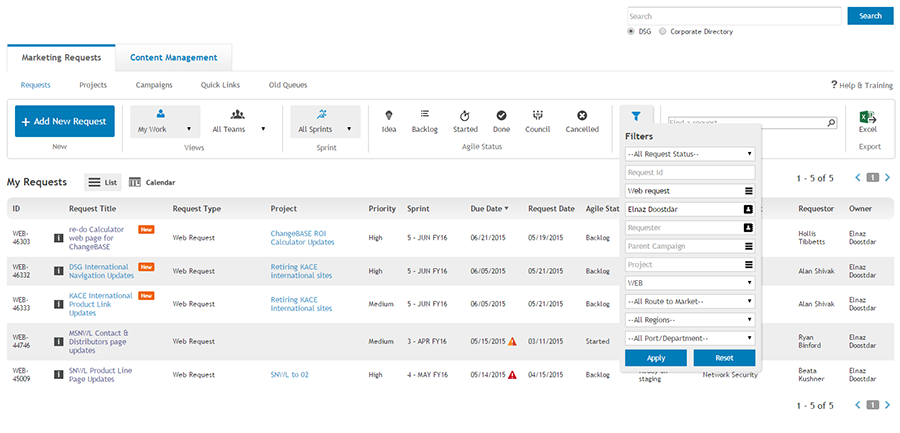 Search
Search
DSG Corporate Directory
Marketing Requests Content Management
Requests Projects Campaigns Quick Links Old Queues
? Help & Training
+ Add New Request
My Work ▼ All Teams ▼ All Sprints ▼ Idea Backlog Started Done Council Cancelled
Find a request
Excel
New Views Sprint Agile Status Export
Filters
--All Request Status--
Request Id
Web request
Elnaz Doostdar
Requester
Parent Campaign
Project
WEB
--All Route to Market--
--All Regions--
--All Port/Department--
Apply Reset
My Requests List Calendar 1 - 5 of 5 < 1 >
ID Request Title Request Type Project Priority Sprint Due Date ▼ Request Date Agile Stat Requestor Owner
WEB-46303 re-do Calculator web page for ChangeBASE New Web Request ChangeBASE ROI Calculator Updates High 5 - JUN FY16 06/21/2015 05/19/2015 Backlog Hollis Tibbetts Elnaz Doostdar
WEB-46332 DSG International Navigation Updates New Web Request Retiring KACE International sites High 5 - JUN FY16 06/05/2015 05/21/2015 Backlog Alan Shivak Elnaz Doostdar
WEB-46333 KACE International Product Link Updates New Web Request Retiring KACE International sites Medium 5 - JUN FY16 06/05/2015 05/21/2015 Backlog Alan Shivak Elnaz Doostdar
WEB-44746 MSNWL Contact & Distributors page updates Web Request Medium 3 - APR FY16 05/15/2015 03/11/2015 Started Ryan Binford Elnaz Doostdar
WEB-45009 SNWL Product Line Page Updates Web Request SNWL to 02 High 4 - MAY FY16 05/14/2015 04/15/2015 Backlog staging Network Security Beata Kushner Elnaz Doostdar
1 - 5 of 5 < 1 >